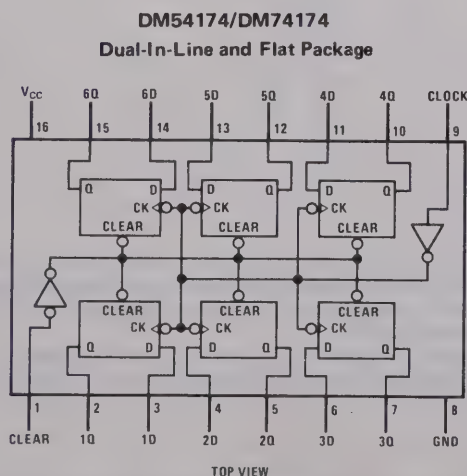 DM54174/DM74174
Dual-In-Line and Flat Package
VCC 6Q 6D 5D 5Q 4D 4Q CLOCK
16 15 14 13 12 11 10 9
Q D D Q D Q
CK CK CK
CLEAR CLEAR CLEAR
CLEAR CLEAR CLEAR
CK CK CK
Q D D Q D Q
1 2 3 4 5 6 7 8
CLEAR 1Q 1D 2D 2Q 3D 3Q GND
TOP VIEW